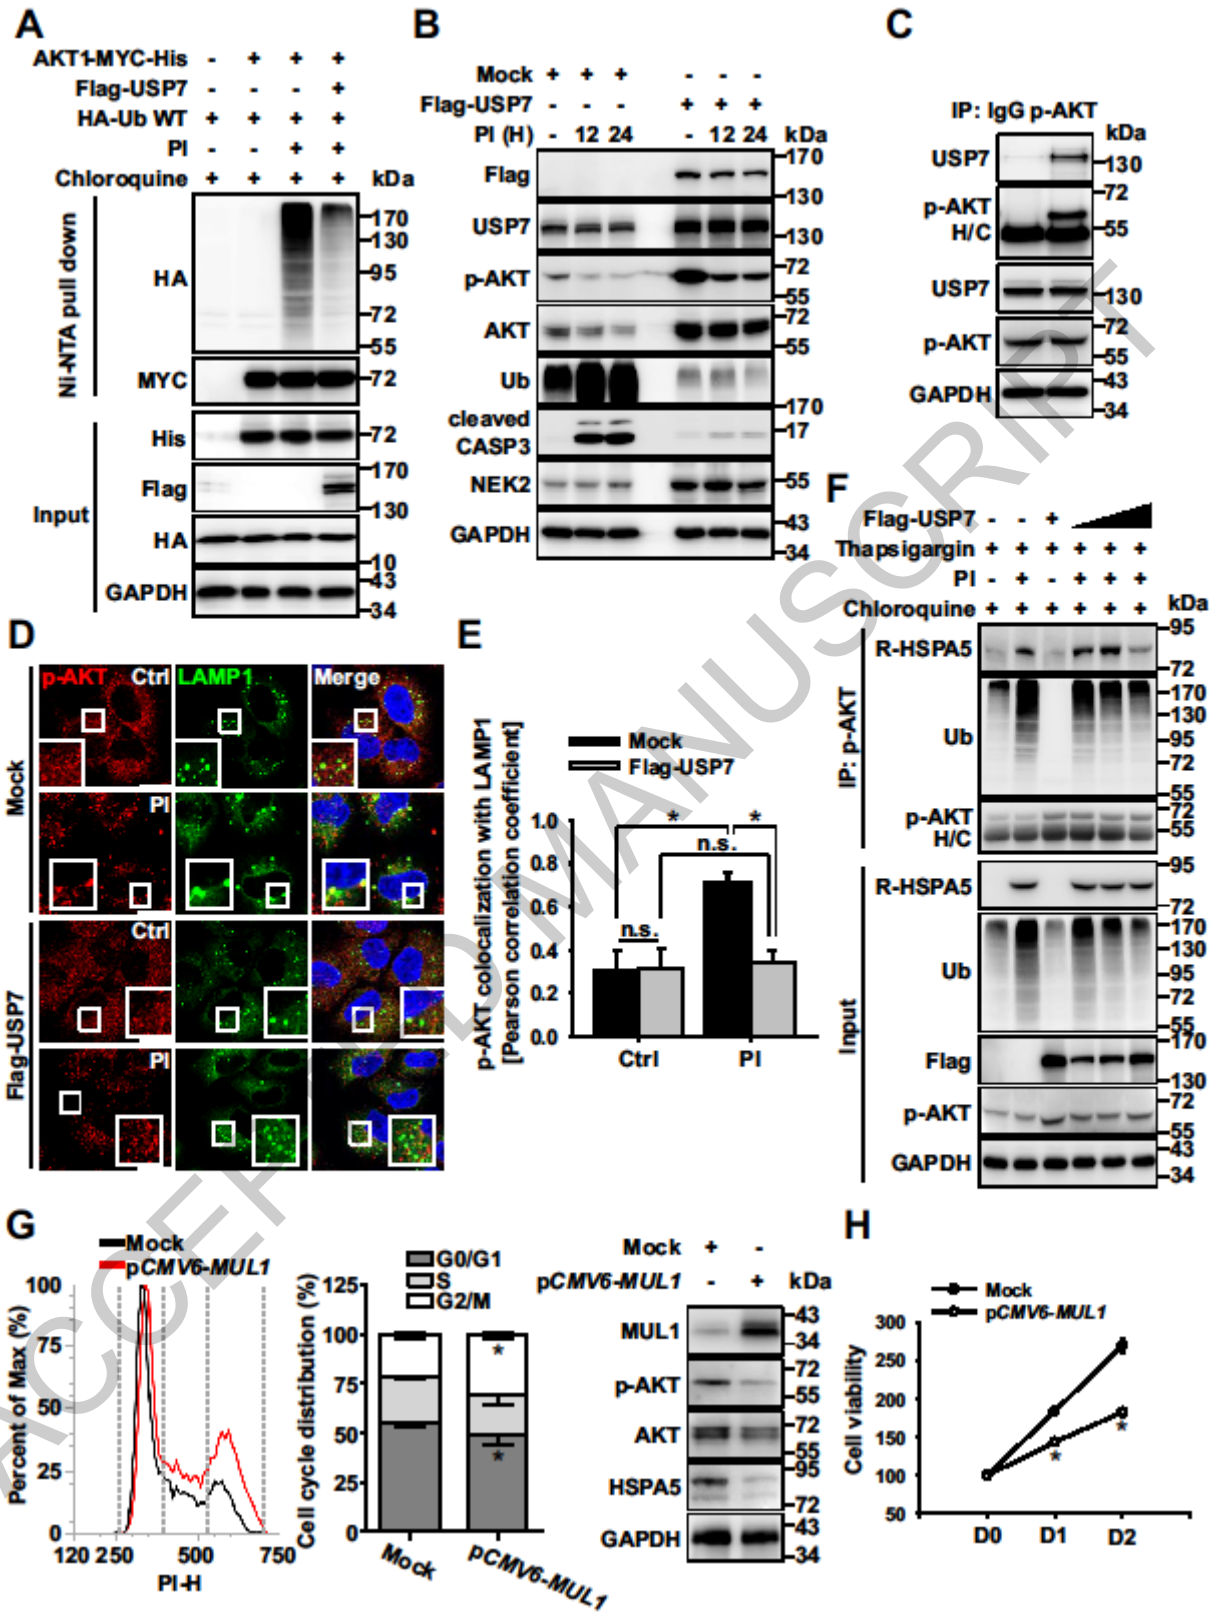 A
AKT1-MYC-His - + + +
Flag-USP7 - - - +
HA-Ub WT + + + +
PI - - + +
Chloroquine + + + + kDa
Ni-NTA pull down
HA
170
130
95
72
55
MYC 72
Input
His 72
Flag 170
130
HA
10
GAPDH 43
34
B
Mock + + + - - -
Flag-USP7 - - - + + +
PI (H) - 12 24 - 12 24 kDa
Flag 170
130
USP7 130
p-AKT 72
55
AKT 72
55
Ub
170
cleaved
CASP3 17
NEK2 55
GAPDH 43
34
C
IP: IgG p-AKT
kDa
USP7 130
72
p-AKT
H/C 55
USP7 130
p-AKT 72
55
GAPDH 43
34
D
p-AKT Ctrl LAMP1 Merge
Mock
PI
Flag-USP7
Ctrl
PI
E
Mock
Flag-USP7
p-AKT colocalization with LAMP1
[Pearson correlation coefficient]
1.0
0.8
0.6
0.4
0.2
0.0
* *
n.s.
n.s.
Ctrl PI
F
Flag-USP7 - - +
Thapsigargin + + + + + +
PI - + - + + +
Chloroquine + + + + + + kDa
IP: p-AKT
R-HSPA5 95
72
Ub
170
130
95
72
55
p-AKT 72
H/C 55
Input
R-HSPA5 95
72
Ub
170
130
95
72
55
Flag 170
130
p-AKT 72
55
GAPDH 43
34
G
Mock
pCMV6-MUL1
Percent of Max (%)
100
75
50
25
0
120 250 500 750
PI-H
G0/G1
S
G2/M
Cell cycle distribution (%)
125
100
75
50
25
0
*
*
Mock pCMV6-MUL1
Mock + -
pCMV6-MUL1 - + kDa
MUL1 43
34
p-AKT 72
55
AKT 72
55
HSPA5 95
72
GAPDH 43
34
H
Mock
pCMV6-MUL1
Cell viability
300
250
200
150
100
50
*
*
D0 D1 D2
ACCEPTED MANUSCRIPT